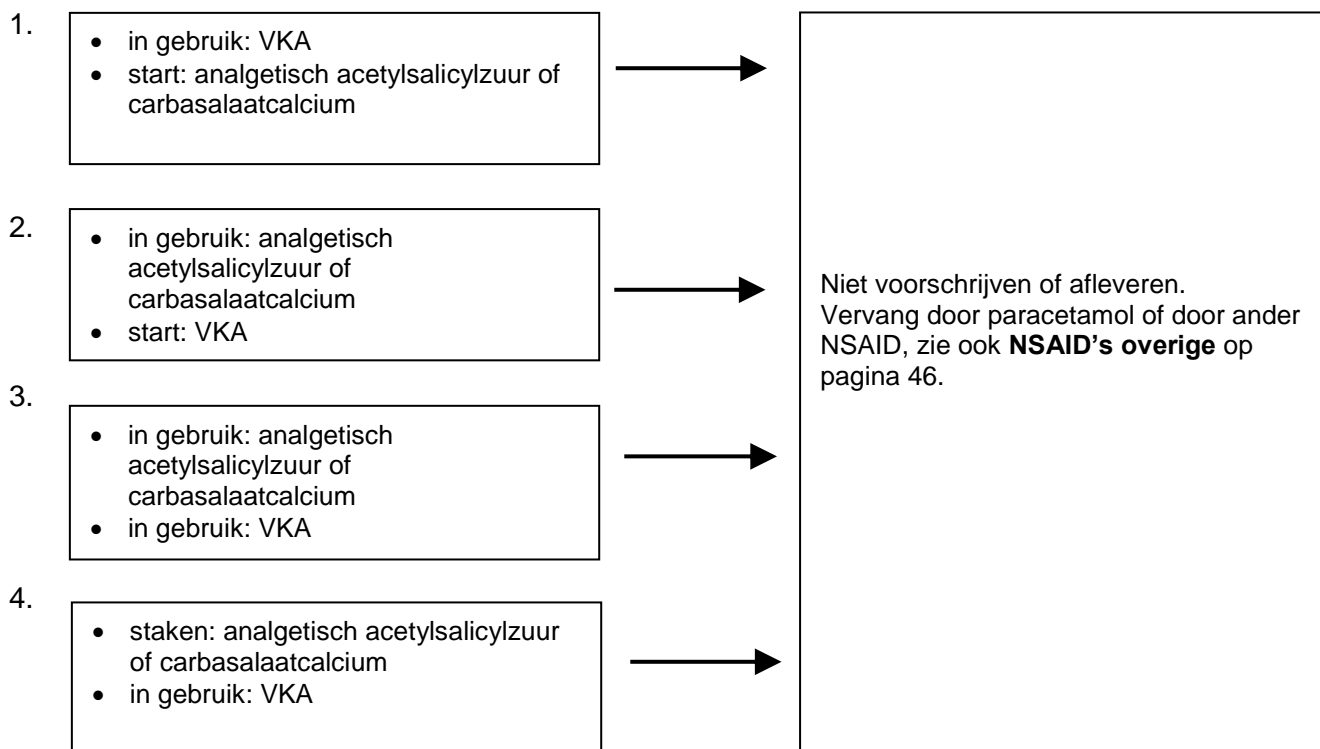 1.
• in gebruik: VKA
• start: analgetisch acetylsalicylzuur of
carbasalaatcalcium
2.
• in gebruik: analgetisch
acetylsalicylzuur of
carbasalaatcalcium
• start: VKA
3.
• in gebruik: analgetisch
acetylsalicylzuur of
carbasalaatcalcium
• in gebruik: VKA
4.
• staken: analgetisch acetylsalicylzuur
of carbasalaatcalcium
• in gebruik: VKA
Niet voorschrijven of afleveren.
Vervang door paracetamol of door ander
NSAID, zie ook NSAID’s overige op
pagina 46.